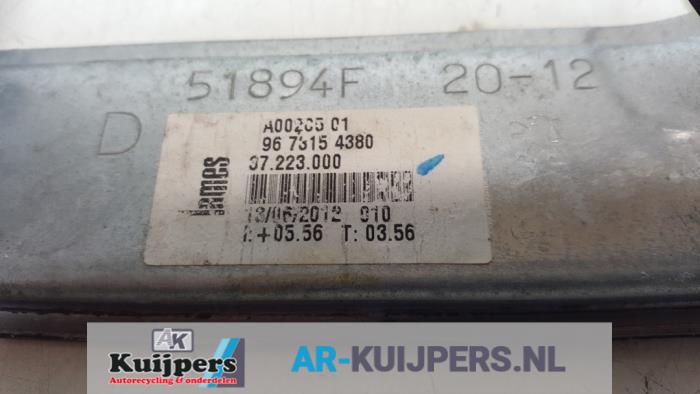 51894F 20-12
D
A00205 01
96 7315 4380
37.223.000
James
13/06/2012 010
+05.56 T: 03.56
AK
Kuijpers
Autorecycling & onderdelen
AR-KUIJPERS.NL